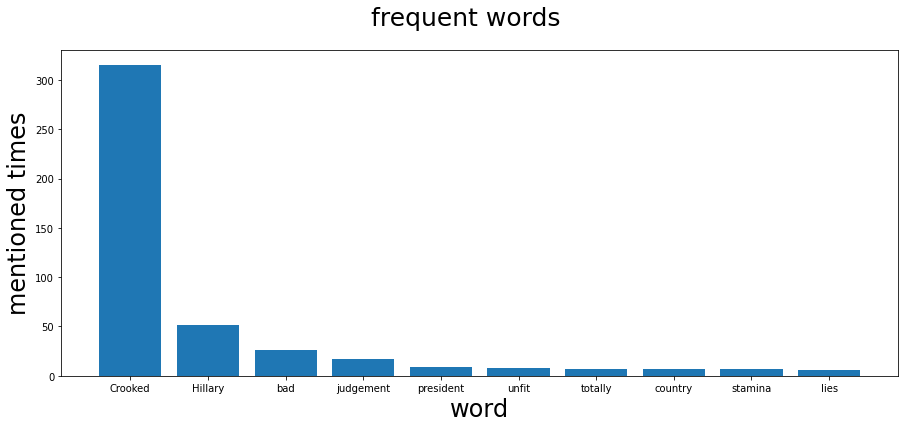 frequent words
mentioned times
300
250
200
150
100
50
0
Crooked Hillary bad judgement president unfit totally country stamina lies
word